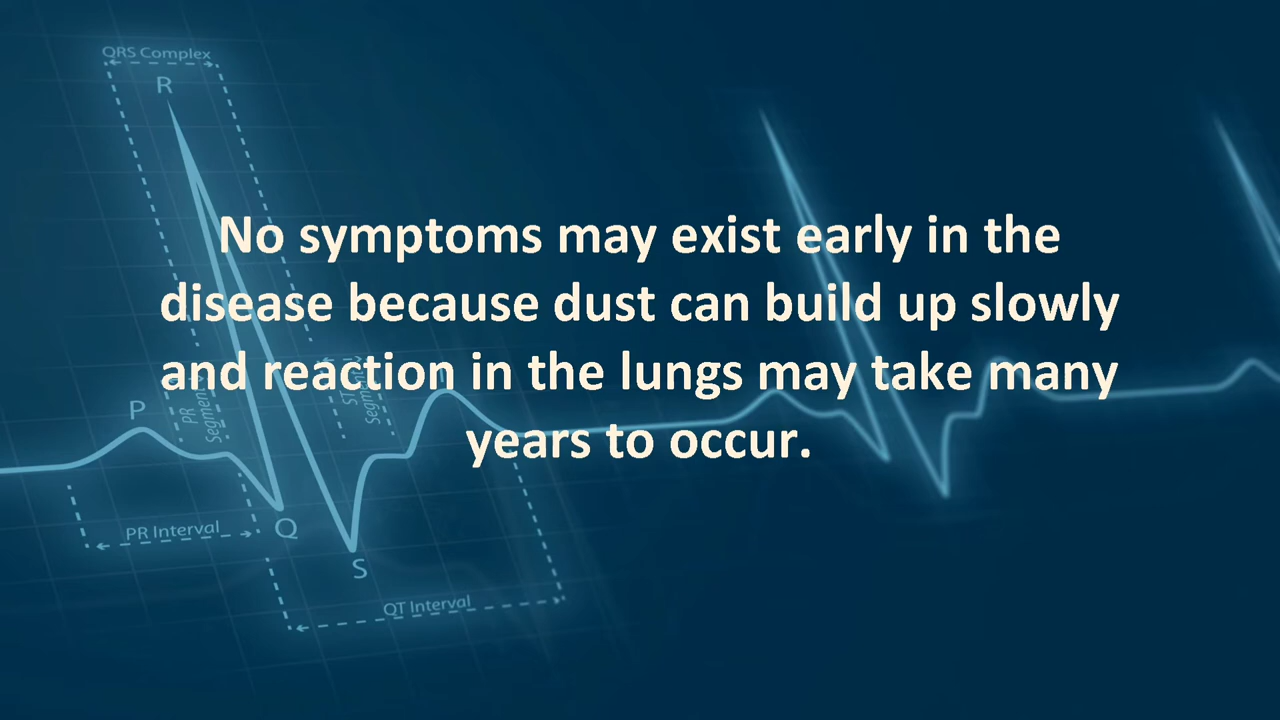 QRS Complex
R
No symptoms may exist early in the
disease because dust can build up slowly
and reaction in the lungs may take many
years to occur.
P
PR
Segment
ST
Segment
PR Interval
Q
S
QT Interval